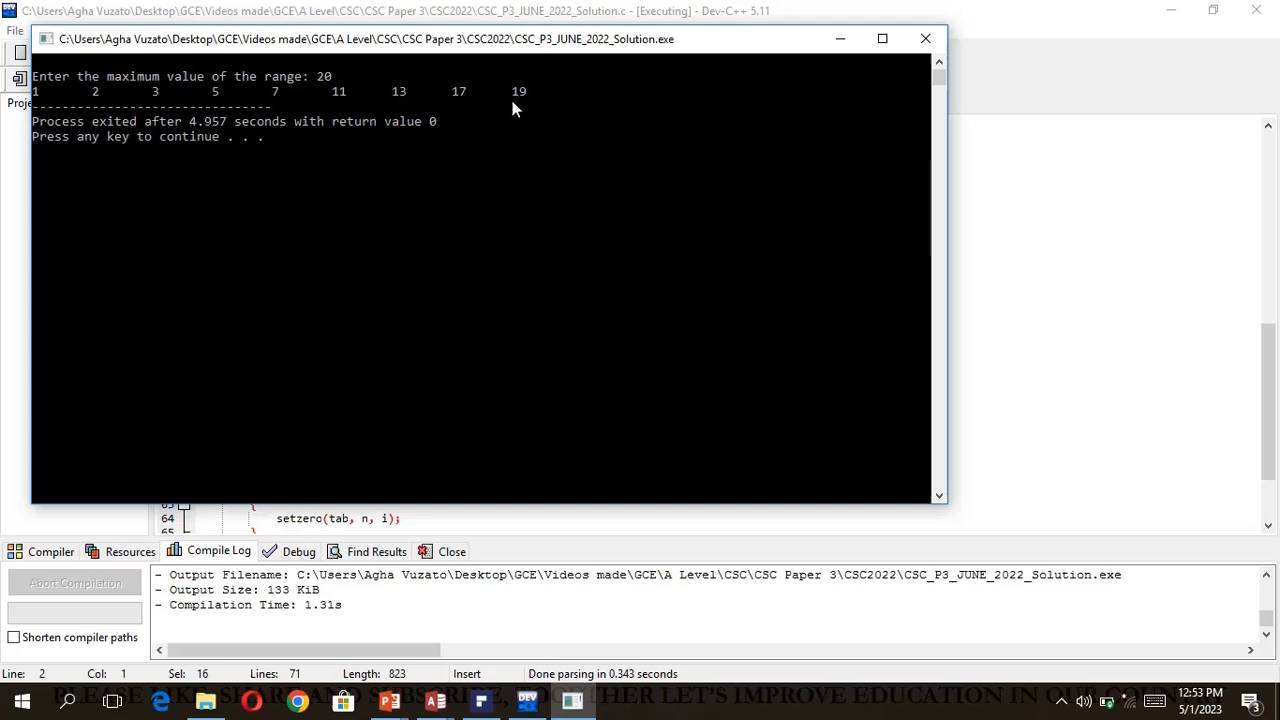 C:\Users\Agha Vuzato\Desktop\GCE\Videos made\GCE\A Level\CSC\CSC Paper 3\CSC2022\CSC_P3_JUNE_2022_Solution.c - [Executing] - Dev-C++ 5.11
File
C:\Users\Agha Vuzato\Desktop\GCE\Videos made\GCE\A Level\CSC\CSC Paper 3\CSC2022\CSC_P3_JUNE_2022_Solution.exe
Enter the maximum value of the range: 20
1 2 3 5 7 11 13 17 19
Proje
--------------------------------
Process exited after 4.957 seconds with return value 0
Press any key to continue . . .
63 {
64 setzero(tab, n, i);
65 }
Compiler Resources Compile Log Debug Find Results Close
Abort Compilation
Shorten compiler paths
- Output Filename: C:\Users\Agha Vuzato\Desktop\GCE\Videos made\GCE\A Level\CSC\CSC Paper 3\CSC2022\CSC_P3_JUNE_2022_Solution.exe
- Output Size: 133 KiB
- Compilation Time: 1.31s
Line: 2 Col: 1 Sel: 16 Lines: 71 Length: 823 Insert Done parsing in 0.343 seconds
12:53 PM
5/1/2023